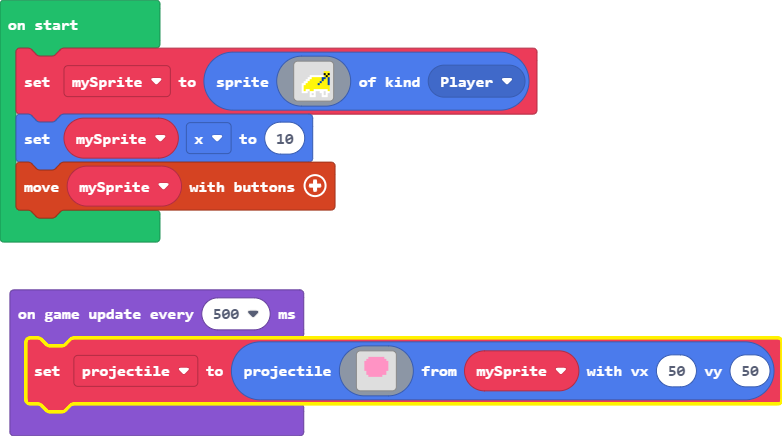 on start
set mySprite to sprite of kind Player
set mySprite x to 10
move mySprite with buttons
on game update every 500 ms
set projectile to projectile from mySprite with vx 50 vy 50